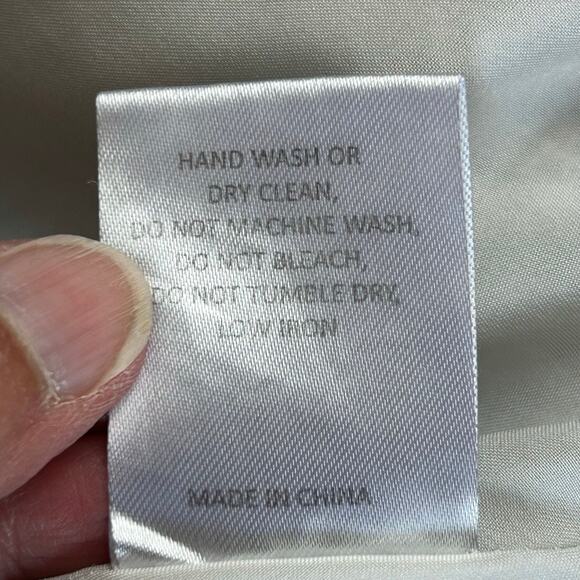 HAND WASH OR
DRY CLEAN,
DO NOT MACHINE WASH,
DO NOT BLEACH,
DO NOT TUMBLE DRY,
LOW IRON
MADE IN CHINA